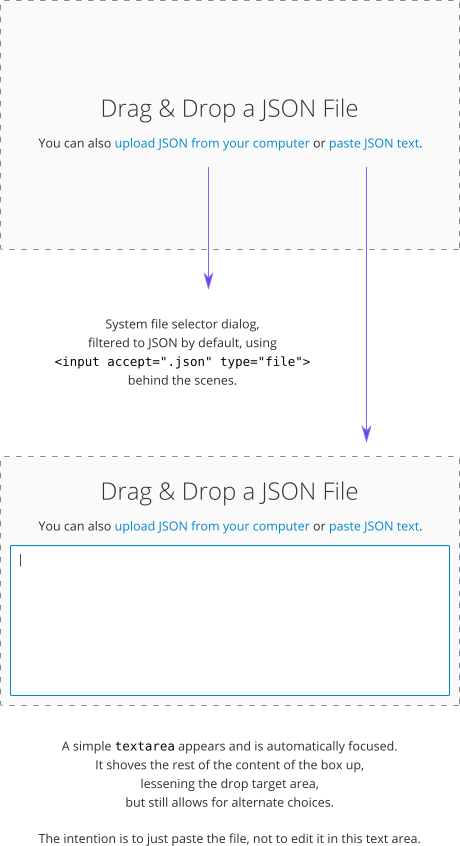 Drag & Drop a JSON File
You can also upload JSON from your computer or paste JSON text.
System file selector dialog,
filtered to JSON by default, using
<input accept=".json" type="file">
behind the scenes.
Drag & Drop a JSON File
You can also upload JSON from your computer or paste JSON text.
A simple textarea appears and is automatically focused.
It shoves the rest of the content of the box up,
lessening the drop target area,
but still allows for alternate choices.
The intention is to just paste the file, not to edit it in this text area.